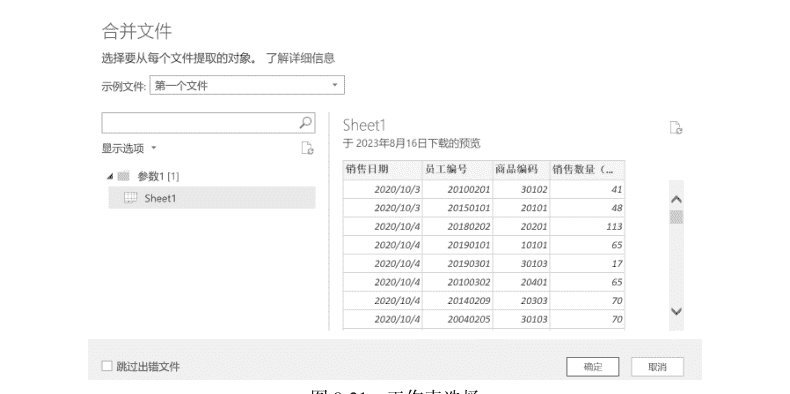 合并文件
选择要从每个文件提取的对象。 了解详细信息
示例文件: 第一个文件
显示选项
参数1 [1]
Sheet1
Sheet1
于 2023年8月16日下载的预览
销售日期 员工编号 商品编码 销售数量（...
2020/10/3 20100201 30102 41
2020/10/3 20150101 20101 48
2020/10/4 20180202 20201 113
2020/10/4 20190101 10101 65
2020/10/4 20190301 30103 17
2020/10/4 20100302 20401 65
2020/10/4 20140209 20303 70
2020/10/4 20040205 30103 70
跳过出错文件
确定 取消